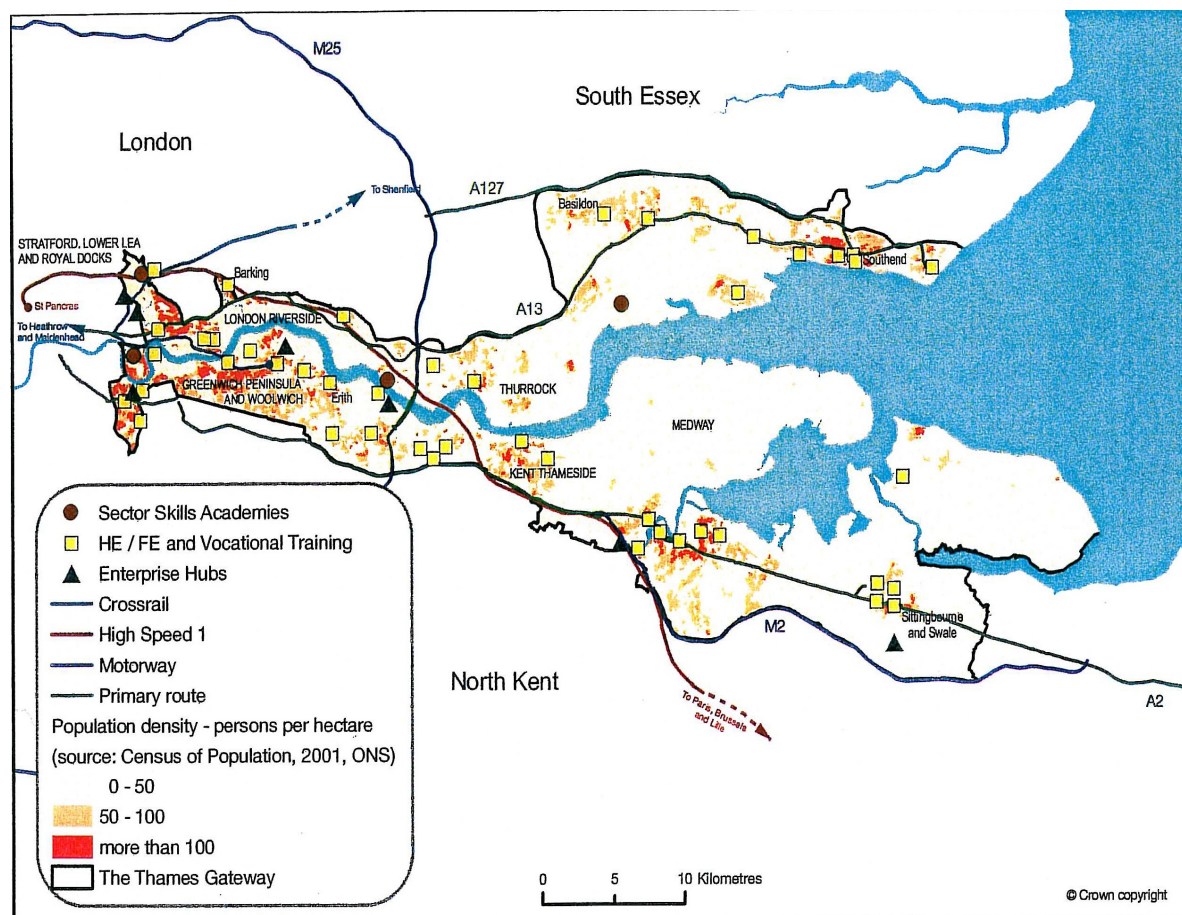 M25
South Essex
London
To Shenfield
A127
Basildon
STRATFORD, LOWER LEA
AND ROYAL DOCKS
Barking
Southend
St Pancras
A13
To Heathrow
and Maidenhead
LONDON RIVERSIDE
THURROCK
GREENWICH PENINSULA
AND WOOLWICH
Erith
MEDWAY
KENT THAMESIDE
Sittingbourne
and Swale
M2
North Kent
To Paris, Brussels
and Lille
A2
Sector Skills Academies
HE / FE and Vocational Training
Enterprise Hubs
Crossrail
High Speed 1
Motorway
Primary route
Population density - persons per hectare
(source: Census of Population, 2001, ONS)
0 - 50
50 - 100
more than 100
The Thames Gateway
0 5 10 Kilometres
© Crown copyright